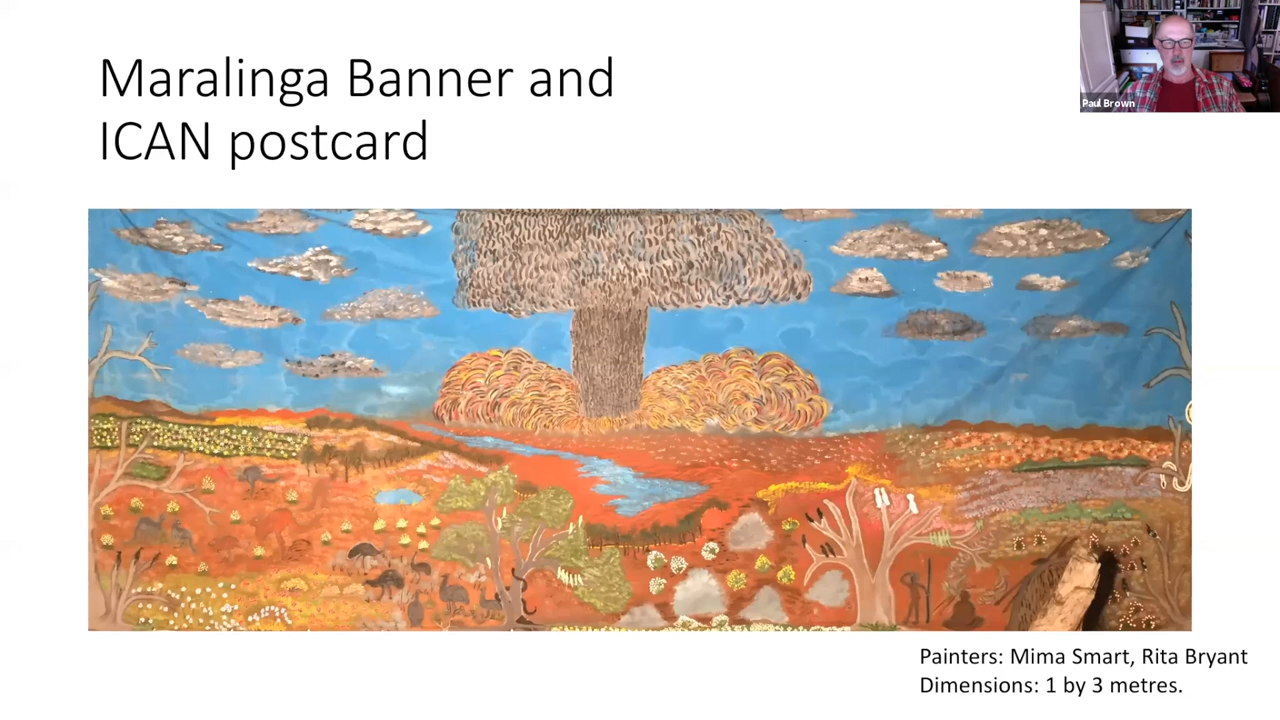 Maralinga Banner and
ICAN postcard
Paul Brown
Painters: Mima Smart, Rita Bryant
Dimensions: 1 by 3 metres.